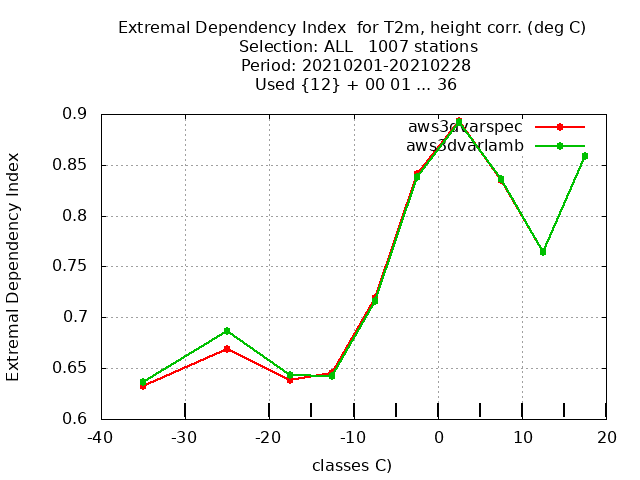 Extremal Dependency Index  for T2m, height corr. (deg C)
Selection: ALL   1007 stations
Period: 20210201-20210228
Used {12} + 00 01 ... 36
aws3dvarspec
aws3dvarlamb
Extremal Dependency Index
0.9
0.85
0.8
0.75
0.7
0.65
0.6
-40 -30 -20 -10 0 10 20
classes C)